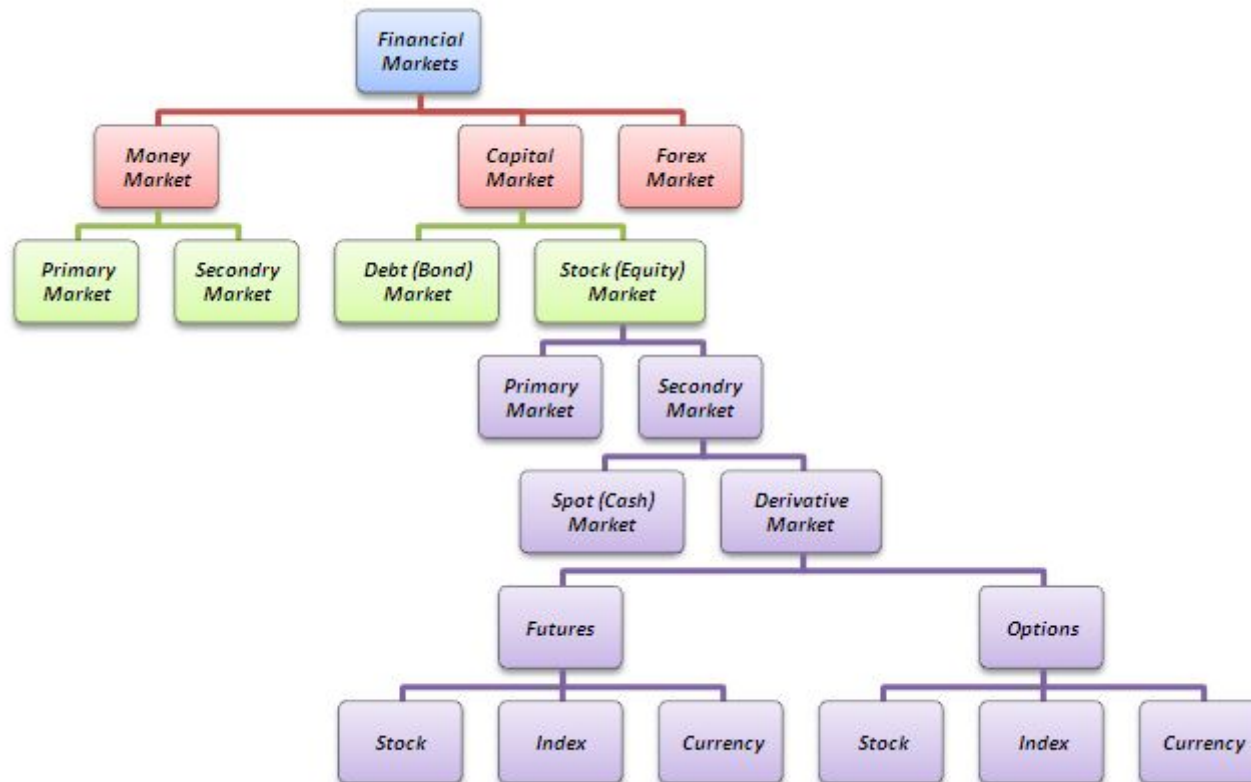 Financial
Markets
Money
Market
Capital
Market
Forex
Market
Primary
Market
Secondry
Market
Debt (Bond)
Market
Stock (Equity)
Market
Primary
Market
Secondry
Market
Spot (Cash)
Market
Derivative
Market
Futures
Options
Stock
Index
Currency
Stock
Index
Currency